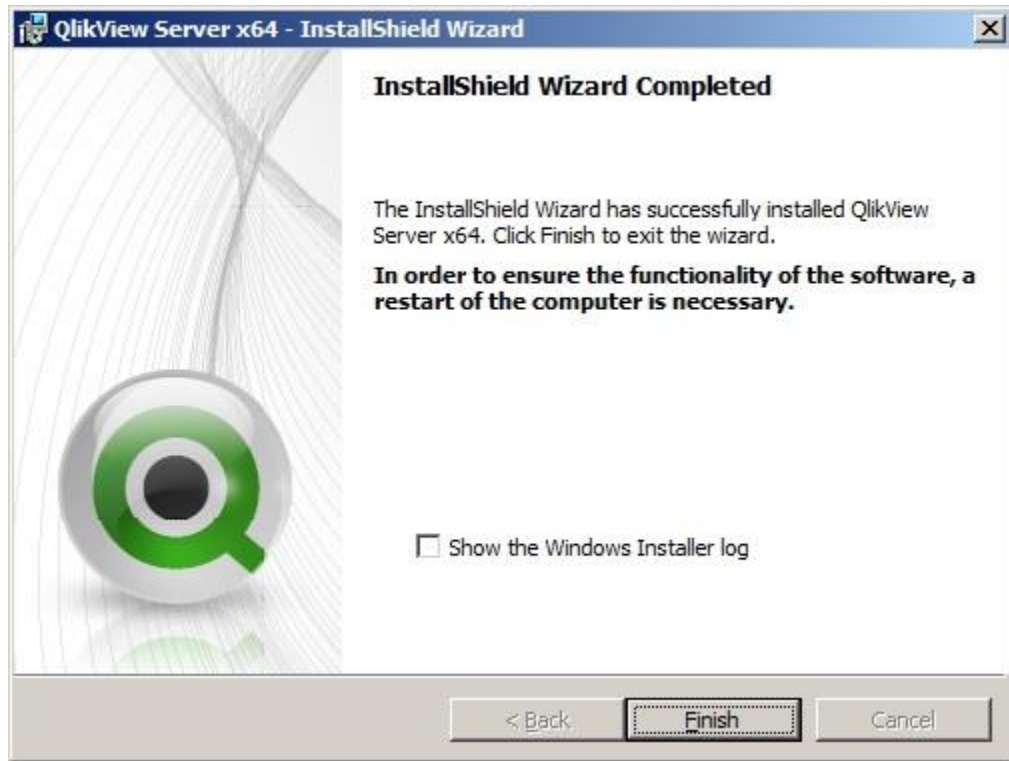 QlikView Server x64 - InstallShield Wizard
InstallShield Wizard Completed
The InstallShield Wizard has successfully installed QlikView
Server x64. Click Finish to exit the wizard.
In order to ensure the functionality of the software, a
restart of the computer is necessary.
Show the Windows Installer log
< Back Finish Cancel